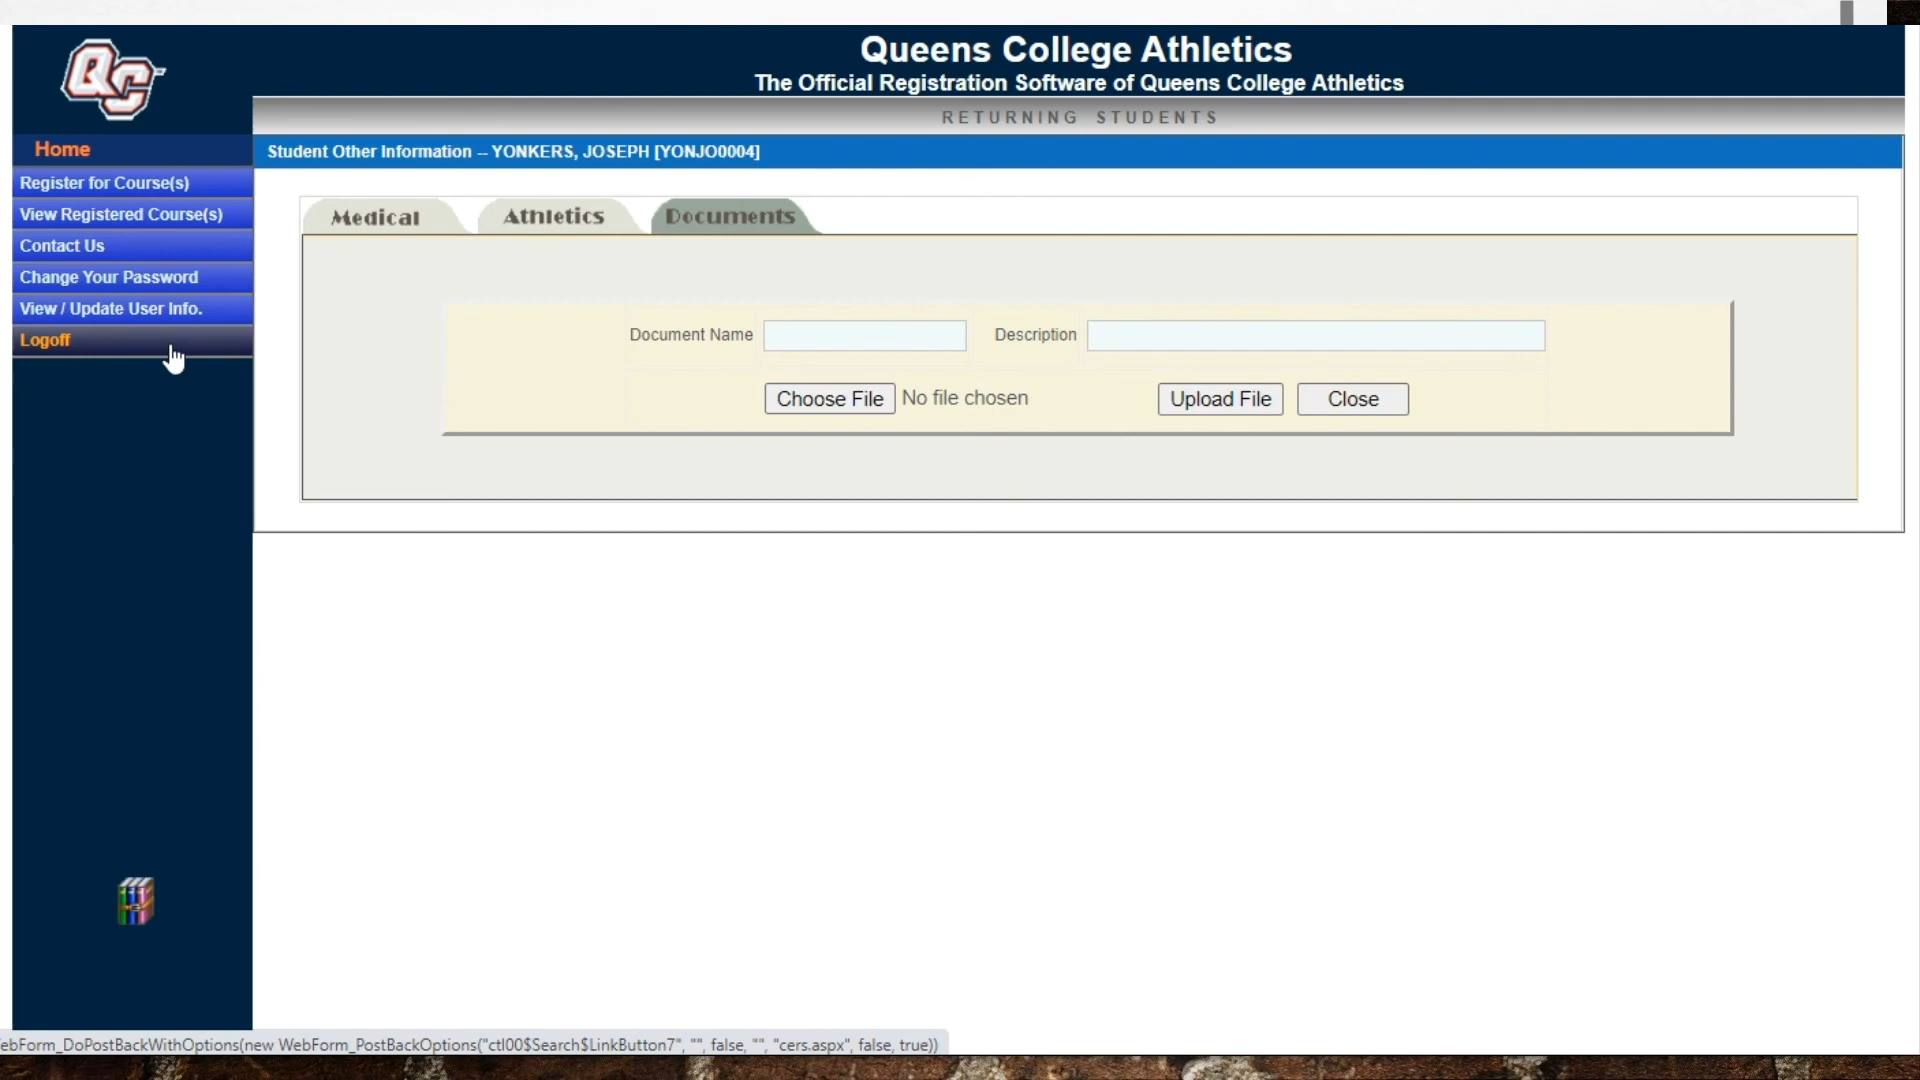 QC
Queens College Athletics
The Official Registration Software of Queens College Athletics
RETURNING STUDENTS
Home
Student Other Information -- YONKERS, JOSEPH [YONJO0004]
Register for Course(s)
View Registered Course(s)
Contact Us
Change Your Password
View / Update User Info.
Logoff
Medical Athletics Documents
Document Name Description
Choose File No file chosen Upload File Close
ebForm_DoPostBackWithOptions(new WebForm_PostBackOptions("ctl00$Search$LinkButton7", "", false, "", "cers.aspx", false, true))